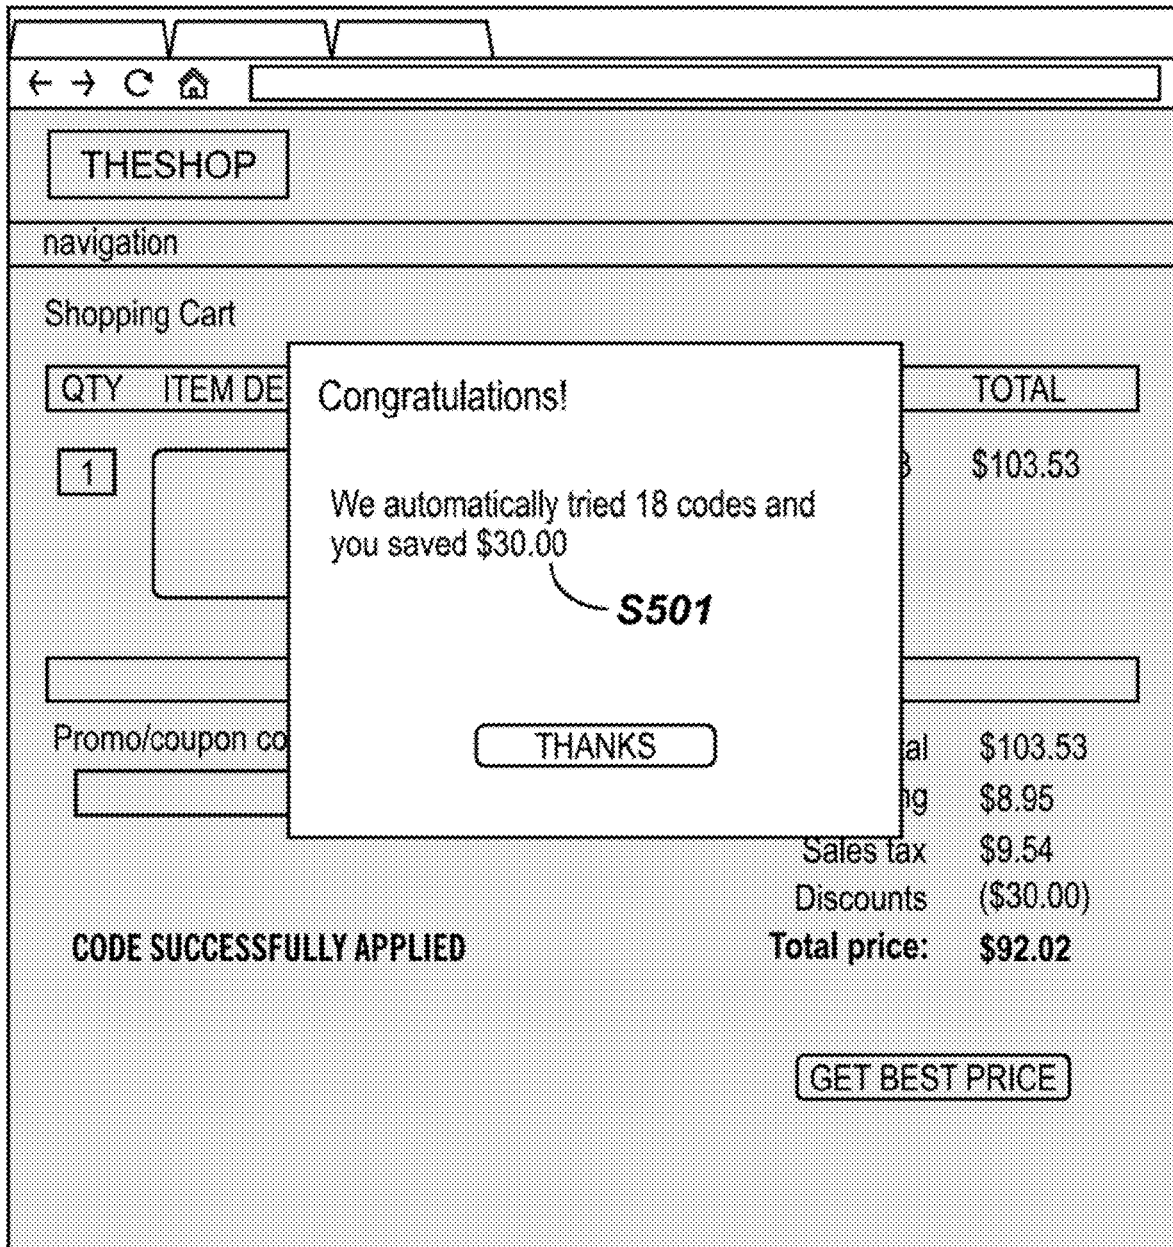 THESHOP
navigation
Shopping Cart
QTY ITEM DE TOTAL
1 $103.53
Congratulations!
We automatically tried 18 codes and
you saved $30.00
S501
THANKS
Promo/coupon co
al $103.53
ng $8.95
Sales tax $9.54
Discounts ($30.00)
CODE SUCCESSFULLY APPLIED Total price: $92.02
GET BEST PRICE